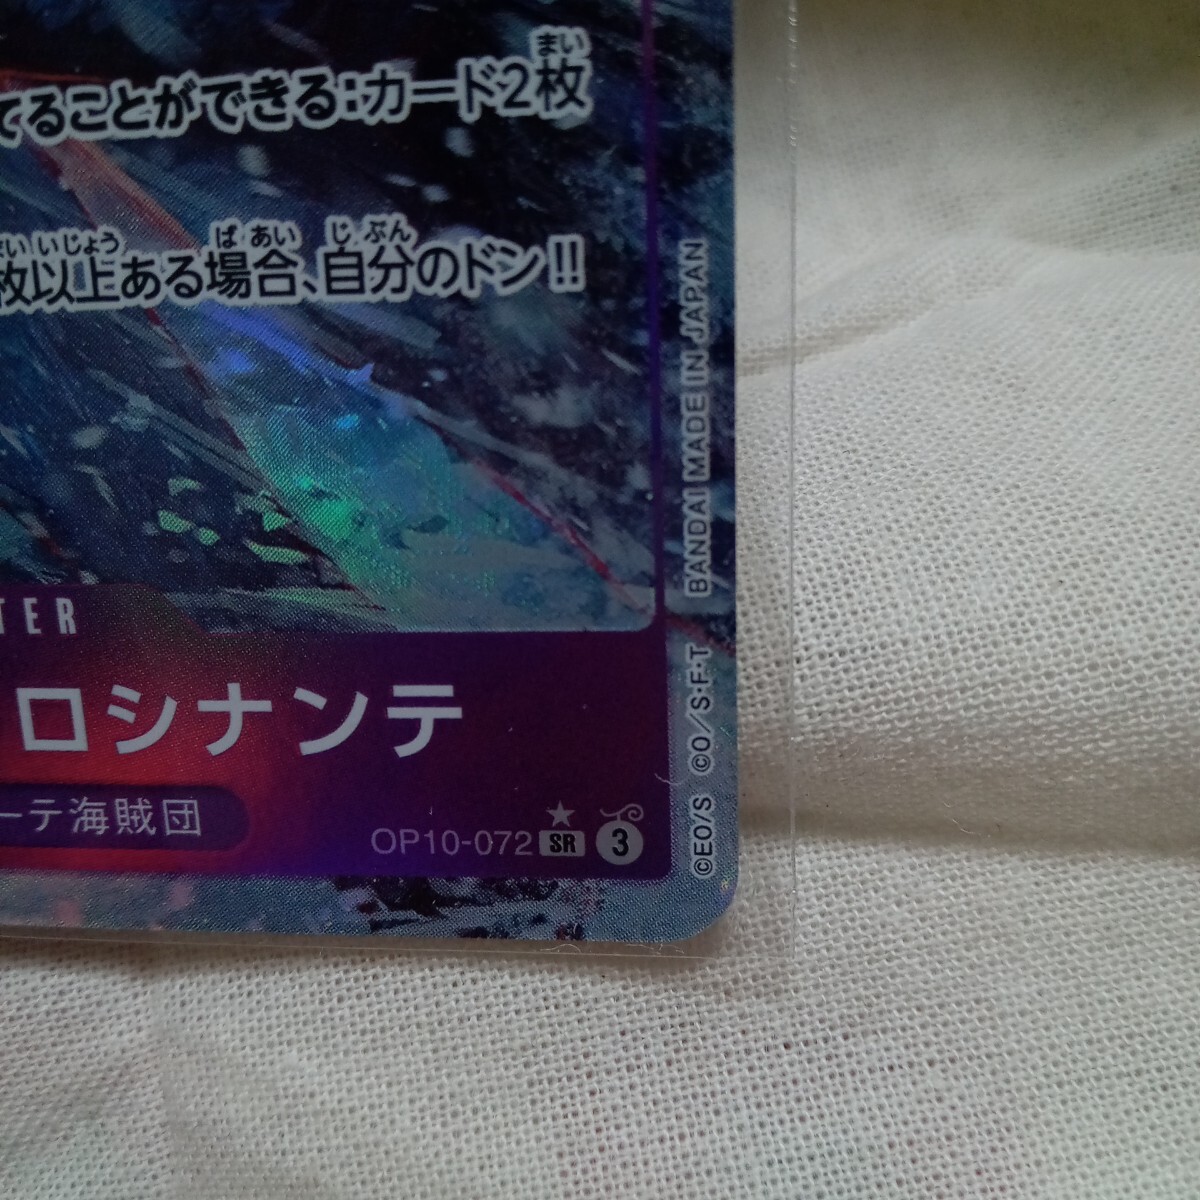 まい
てることができる:カード2枚
いじょう ば あい じ ぶん
枚以上ある場合、自分のドン!!
BANDAI MADE IN JAPAN
©O/S・F・T
©EO/S
TER
ロシナンテ
ーテ海賊団
OP10-072 SR 3